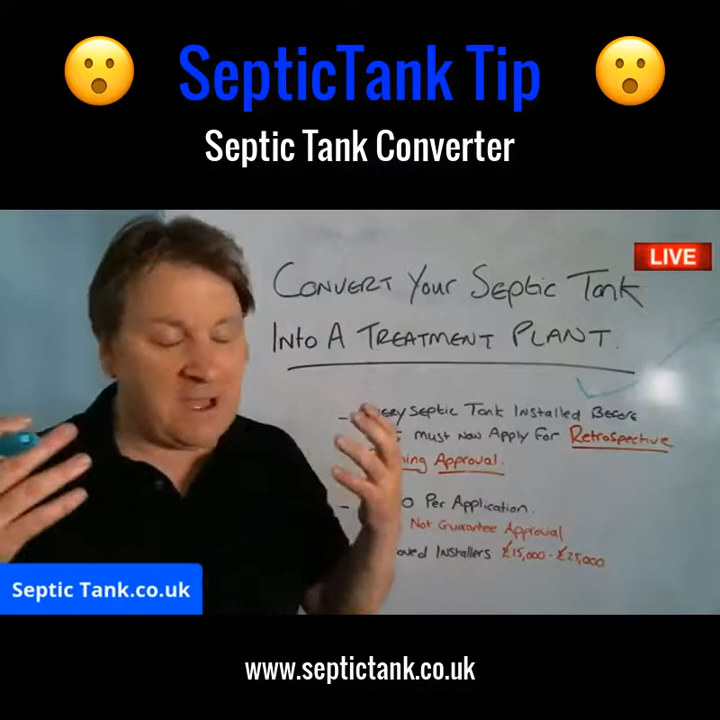 SepticTank Tip
Septic Tank Converter
LIVE
CONVERT Your Septic Tank
Into A TREATMENT PLANT.
Septic Tank Installed Before
Must Now Apply For Retrospective
Approval.
Per Application.
Not Guarantee Approval
Installers £15,000 - £25,000
Septic Tank.co.uk
www.septictank.co.uk